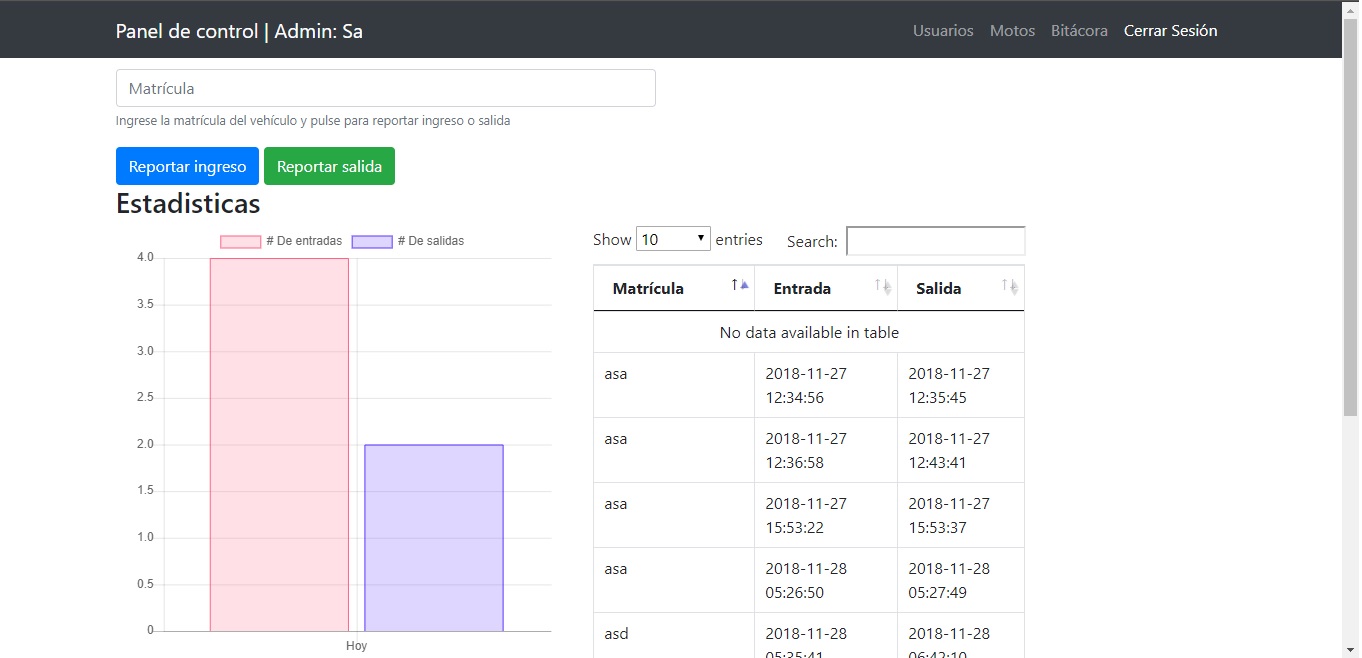 Panel de control | Admin: Sa
Usuarios Motos Bitácora Cerrar Sesión
Matrícula
Ingrese la matrícula del vehículo y pulse para reportar ingreso o salida
Reportar ingreso Reportar salida
Estadisticas
# De entradas # De salidas
4.0
3.5
3.0
2.5
2.0
1.5
1.0
0.5
0
Hoy
Show 10 entries Search:
Matrícula Entrada Salida
No data available in table
asa 2018-11-27 2018-11-27
12:34:56 12:35:45
asa 2018-11-27 2018-11-27
12:36:58 12:43:41
asa 2018-11-27 2018-11-27
15:53:22 15:53:37
asa 2018-11-28 2018-11-28
05:26:50 05:27:49
asd 2018-11-28 2018-11-28
05:35:41 06:42:10